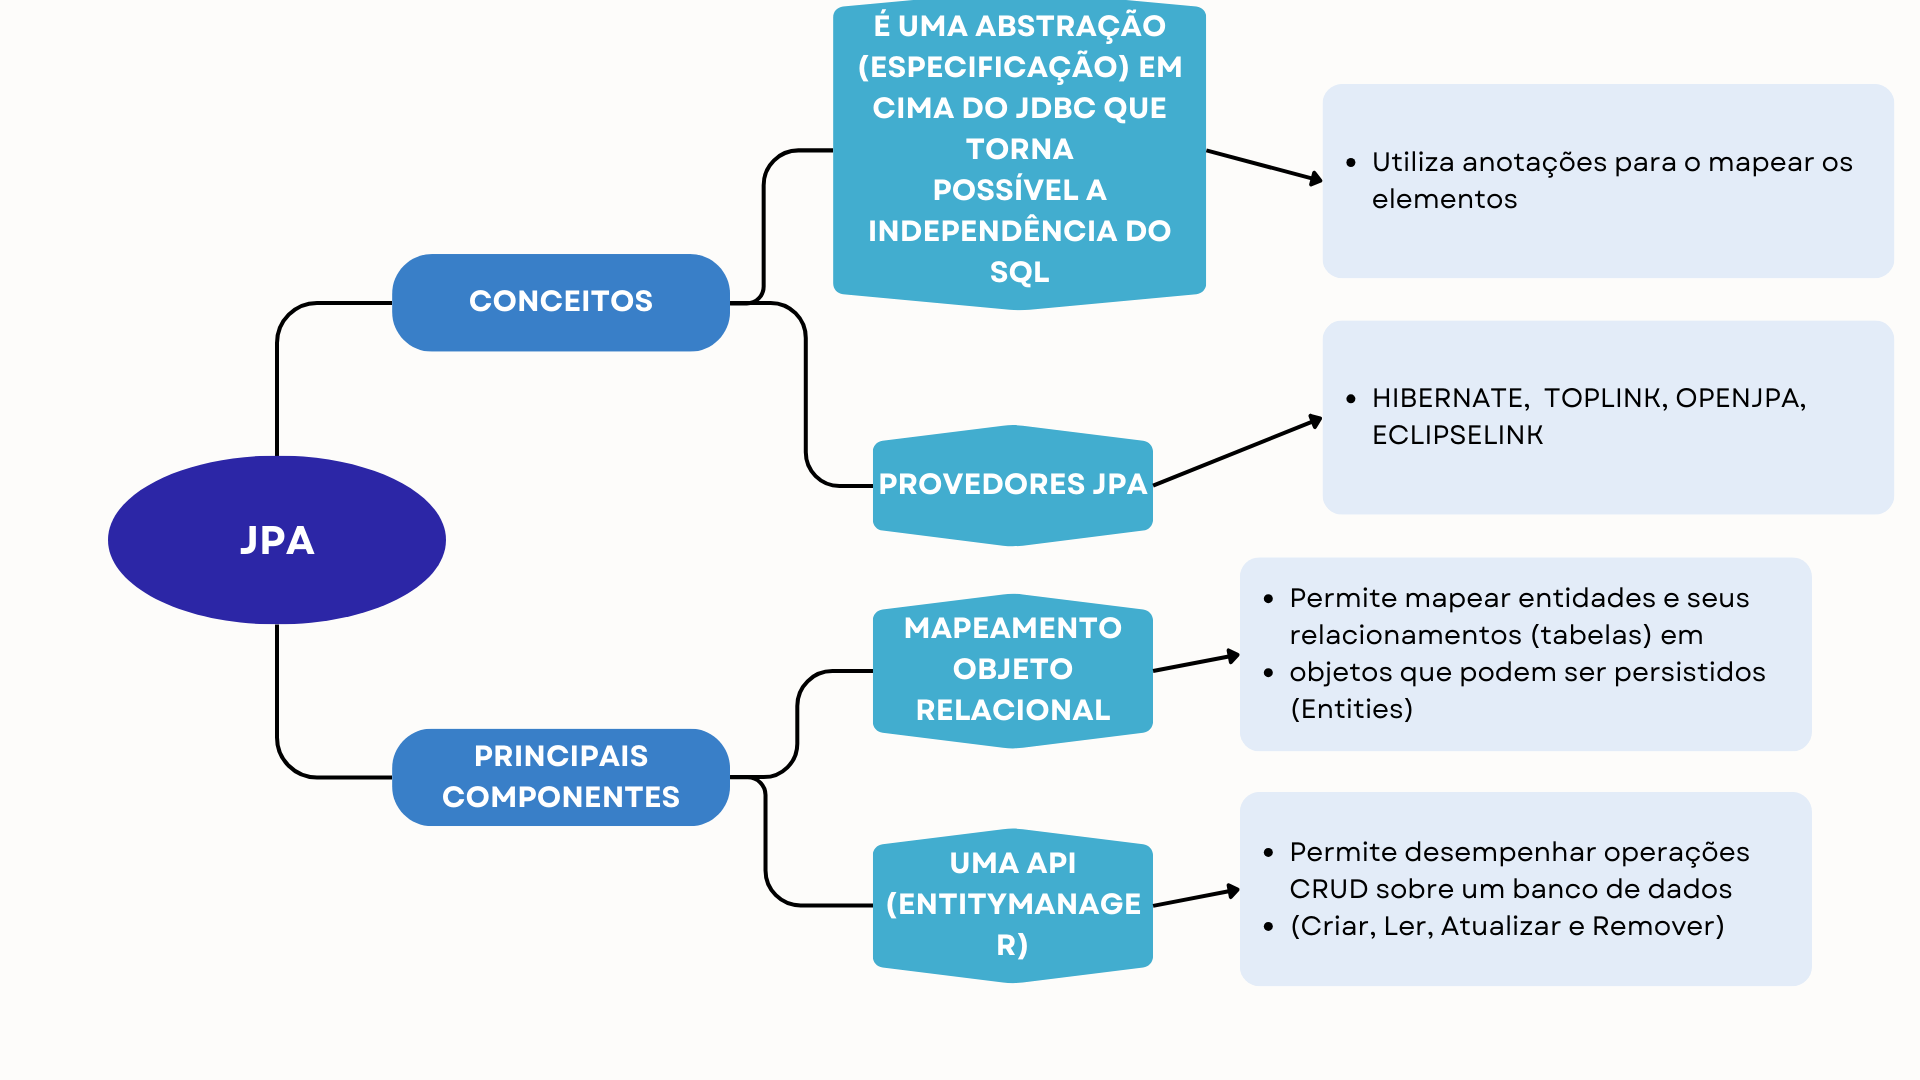 É UMA ABSTRAÇÃO
(ESPECIFICAÇÃO) EM
CIMA DO JDBC QUE
TORNA
POSSÍVEL A
INDEPENDÊNCIA DO
SQL
• Utiliza anotações para o mapear os
elementos
CONCEITOS
• HIBERNATE,  TOPLINK, OPENJPA,
ECLIPSELINK
PROVEDORES JPA
JPA
MAPEAMENTO
OBJETO
RELACIONAL
• Permite mapear entidades e seus
relacionamentos (tabelas) em
• objetos que podem ser persistidos
(Entities)
PRINCIPAIS
COMPONENTES
UMA API
(ENTITYMANAGE
R)
• Permite desempenhar operações
CRUD sobre um banco de dados
• (Criar, Ler, Atualizar e Remover)